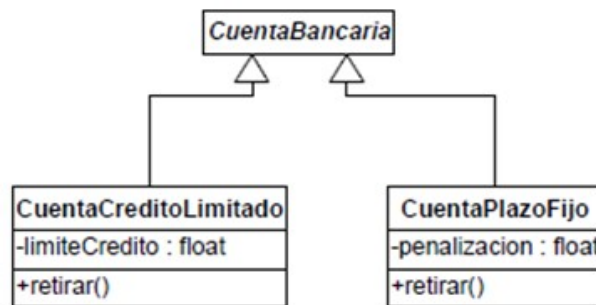 CuentaBancaria
CuentaCreditoLimitado
-limiteCredito : float
+retirar()
CuentaPlazoFijo
-penalizacion : float
+retirar()